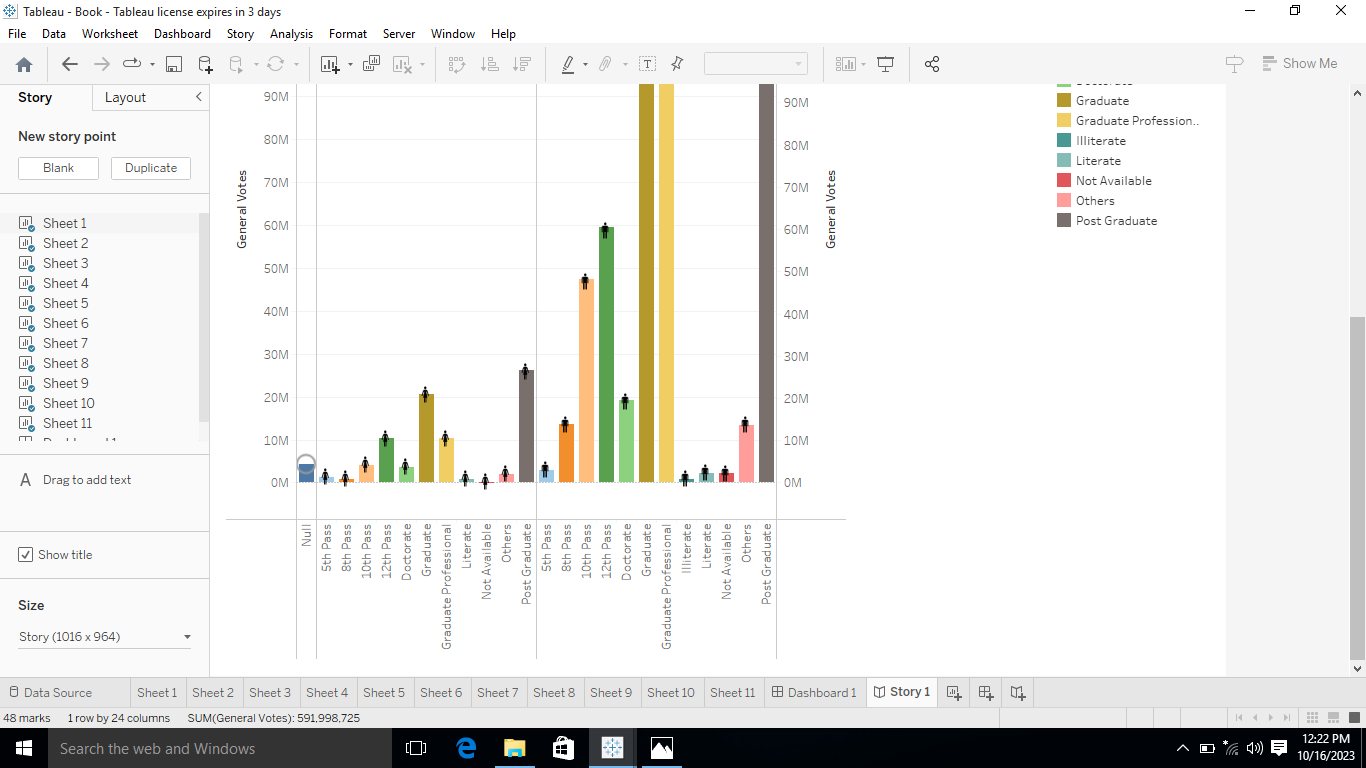 Tableau - Book - Tableau license expires in 3 days
File Data Worksheet Dashboard Story Analysis Format Server Window Help
Show Me
Story Layout
New story point
Blank Duplicate
Sheet 1
Sheet 2
Sheet 3
Sheet 4
Sheet 5
Sheet 6
Sheet 7
Sheet 8
Sheet 9
Sheet 10
Sheet 11
A Drag to add text
Show title
Size
Story (1016 x 964)
General Votes
90M
80M
70M
60M
50M
40M
30M
20M
10M
0M
Null
5th Pass
8th Pass
10th Pass
12th Pass
Doctorate
Graduate
Graduate Professional
Literate
Not Available
Others
Post Graduate
5th Pass
8th Pass
10th Pass
12th Pass
Doctorate
Graduate
Graduate Professional
Illiterate
Literate
Not Available
Others
Post Graduate
90M
80M
70M
60M
50M
40M
30M
20M
10M
0M
General Votes
Graduate
Graduate Profession..
Illiterate
Literate
Not Available
Others
Post Graduate
Data Source Sheet 1 Sheet 2 Sheet 3 Sheet 4 Sheet 5 Sheet 6 Sheet 7 Sheet 8 Sheet 9 Sheet 10 Sheet 11 Dashboard 1 Story 1
48 marks 1 row by 24 columns SUM(General Votes): 591,998,725
Search the web and Windows
12:22 PM
10/16/2023